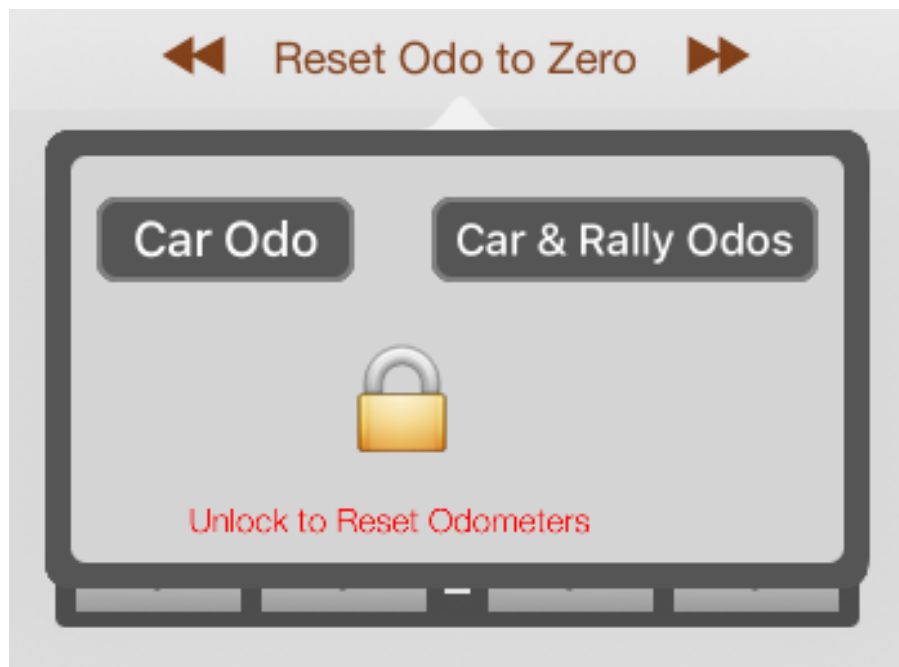 Reset Odo to Zero
Car Odo
Car & Rally Odos
Unlock to Reset Odometers